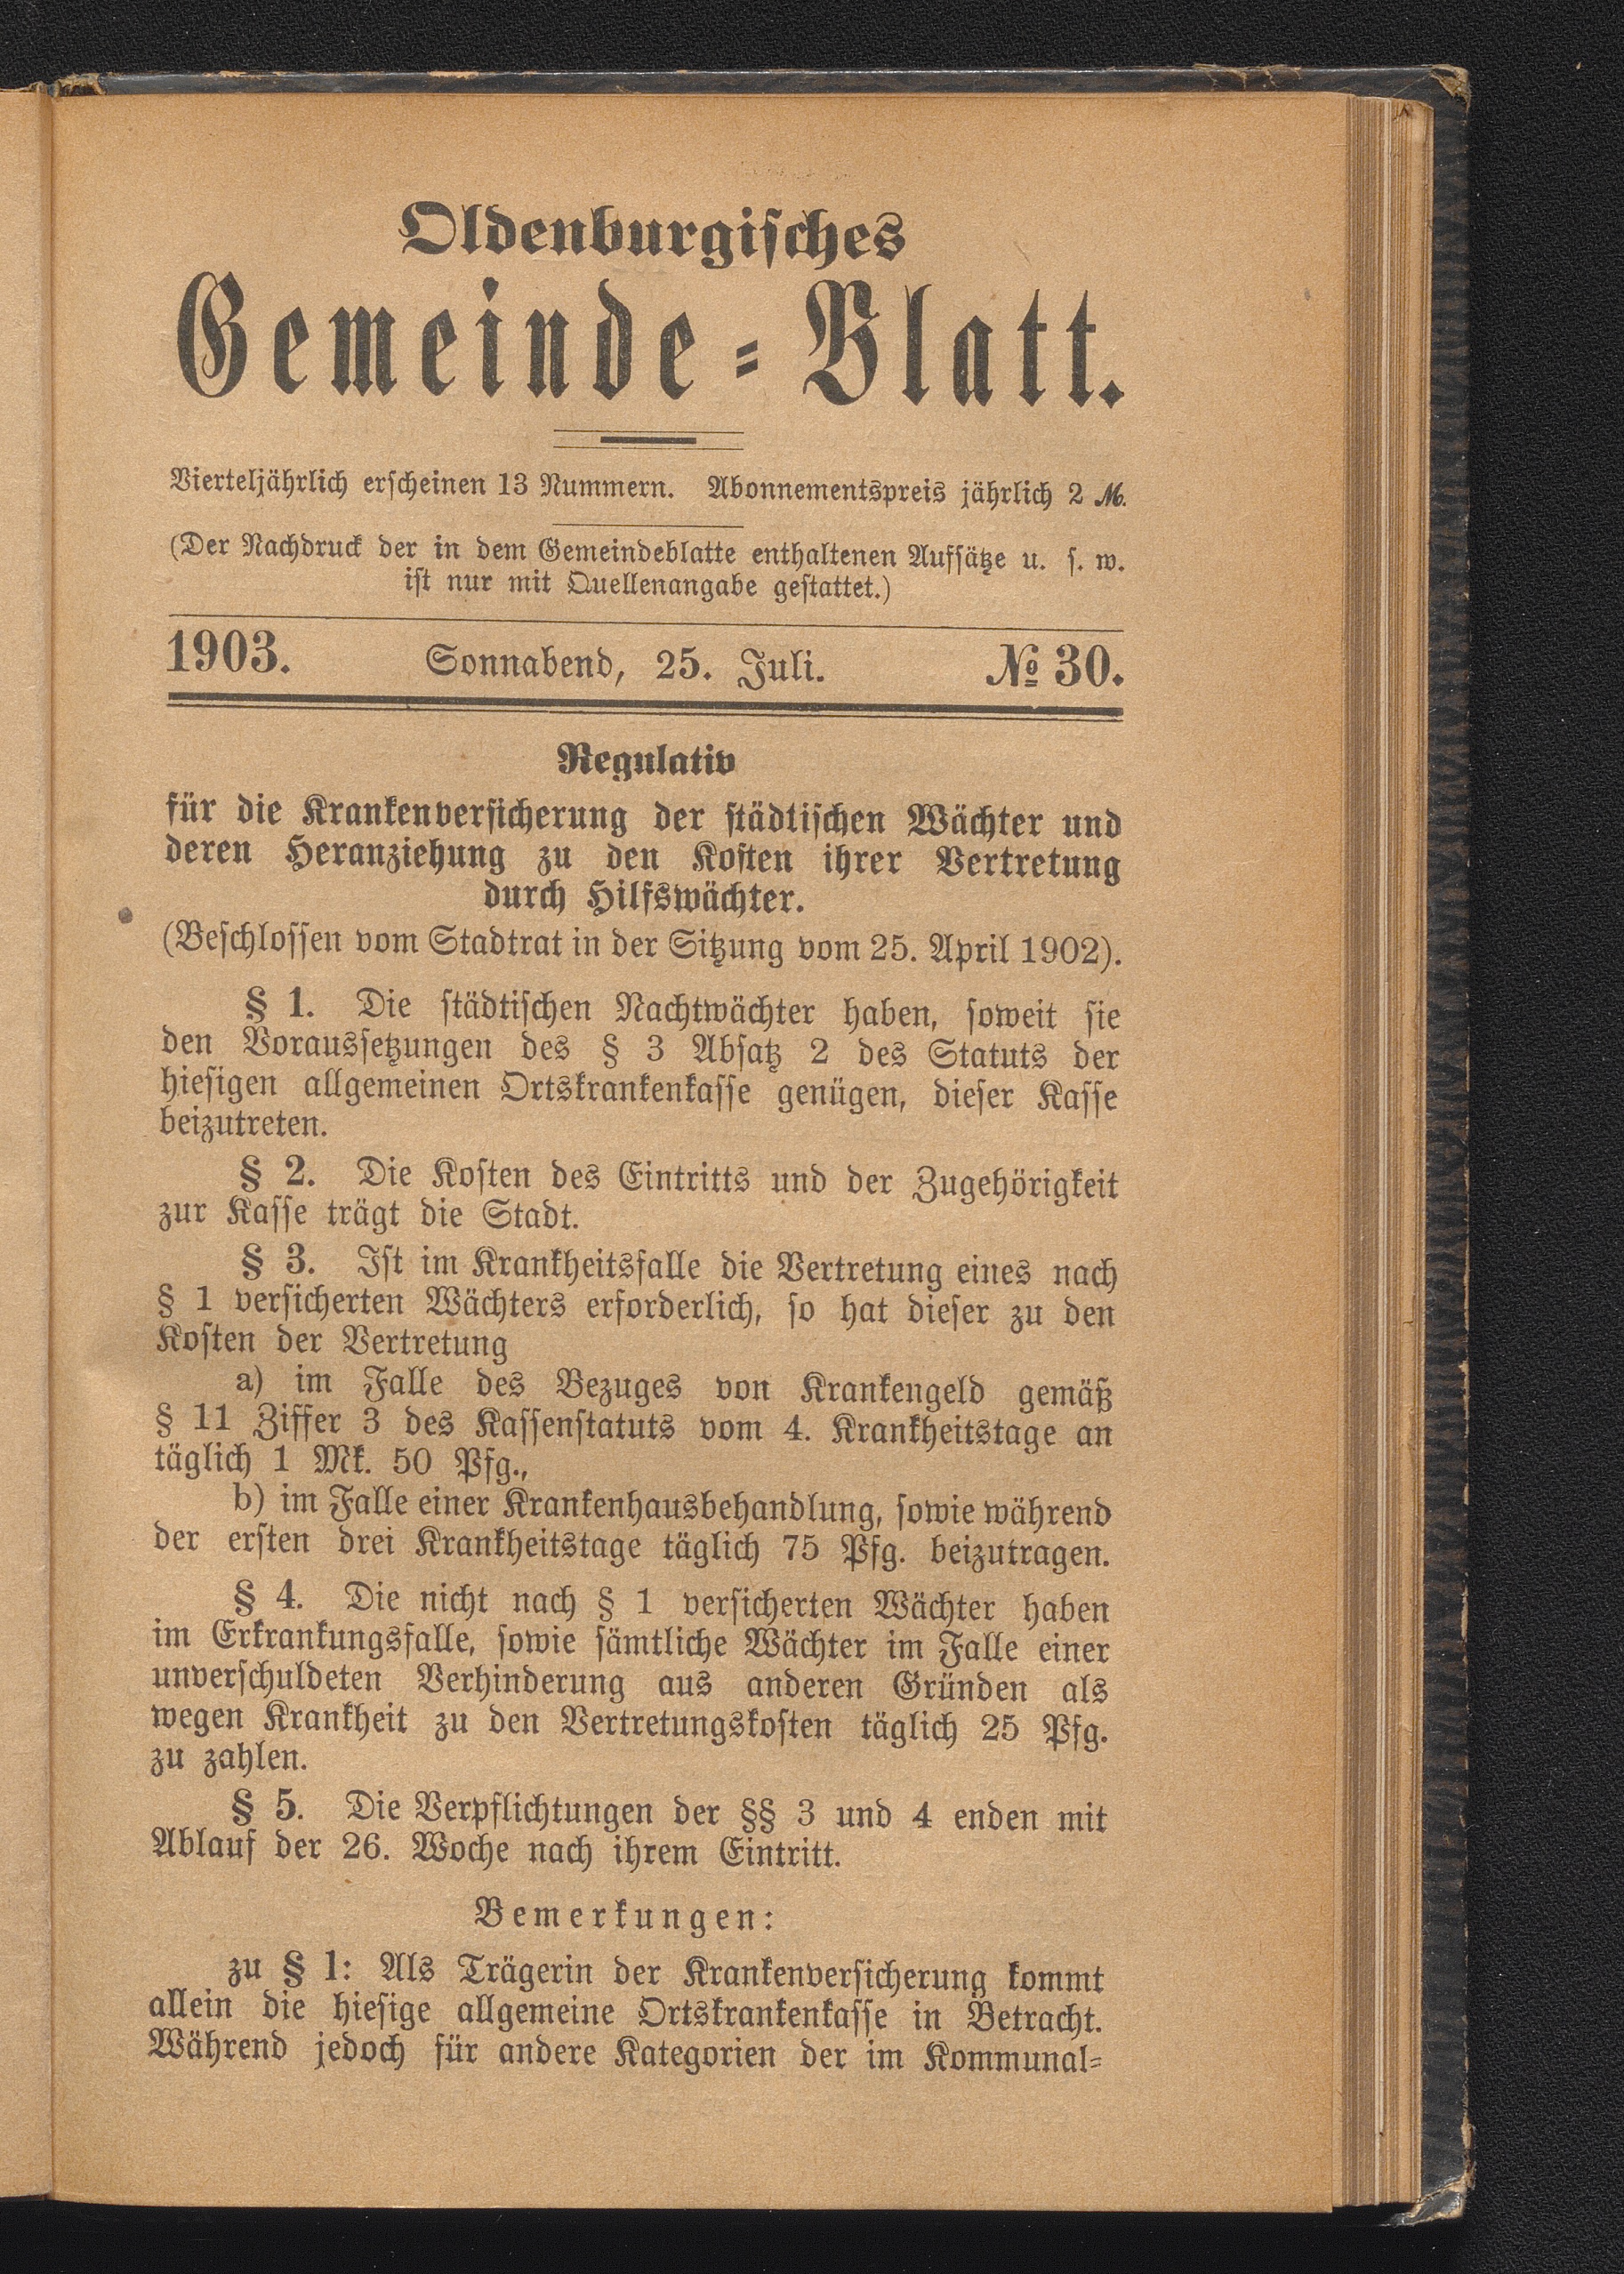 Oldenburgisches
Gemeinde-Blatt.
Vierteljährlich erscheinen 13 Nummern. Abonnementspreis jährlich 2 ℳ.
(Der Nachdruck der in dem Gemeindeblatte enthaltenen Aufsätze u. s. w.
ist nur mit Quellenangabe gestattet.)
1903. Sonnabend, 25. Juli. № 30.
Regulativ
für die Krankenversicherung der städtischen Wächter und
deren Heranziehung zu den Kosten ihrer Vertretung
durch Hilfswächter.
(Beschlossen vom Stadtrat in der Sitzung vom 25. April 1902).
§ 1. Die städtischen Nachtwächter haben, soweit sie
den Voraussetzungen des § 3 Absatz 2 des Statuts der
hiesigen allgemeinen Ortskrankenkasse genügen, dieser Kasse
beizutreten.
§ 2. Die Kosten des Eintritts und der Zugehörigkeit
zur Kasse trägt die Stadt.
§ 3. Ist im Krankheitsfalle die Vertretung eines nach
§ 1 versicherten Wächters erforderlich, so hat dieser zu den
Kosten der Vertretung
a) im Falle des Bezuges von Krankengeld gemäß
§ 11 Ziffer 3 des Kassenstatuts vom 4. Krankheitstage an
täglich 1 Mk. 50 Pfg.,
b) im Falle einer Krankenhausbehandlung, sowie während
der ersten drei Krankheitstage täglich 75 Pfg. beizutragen.
§ 4. Die nicht nach § 1 versicherten Wächter haben
im Erkrankungsfalle, sowie sämtliche Wächter im Falle einer
unverschuldeten Verhinderung aus anderen Gründen als
wegen Krankheit zu den Vertretungskosten täglich 25 Pfg.
zu zahlen.
§ 5. Die Verpflichtungen der §§ 3 und 4 enden mit
Ablauf der 26. Woche nach ihrem Eintritt.
Bemerkungen:
zu § 1: Als Trägerin der Krankenversicherung kommt
allein die hiesige allgemeine Ortskrankenkasse in Betracht.
Während jedoch für andere Kategorien der im Kommunal-